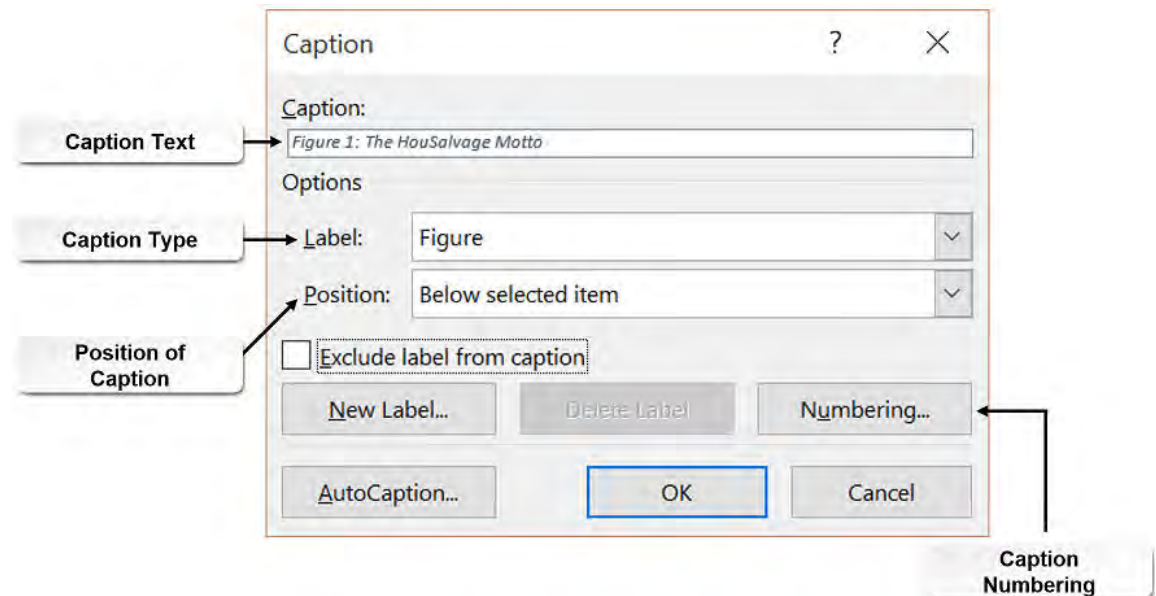 Caption ?
Caption:
Caption Text
Figure 1: The HouSalvage Motto
Options
Caption Type
Label: Figure
Position: Below selected item
Position of
Caption
Exclude label from caption
New Label... Delete Label Numbering...
AutoCaption... OK Cancel
Caption
Numbering